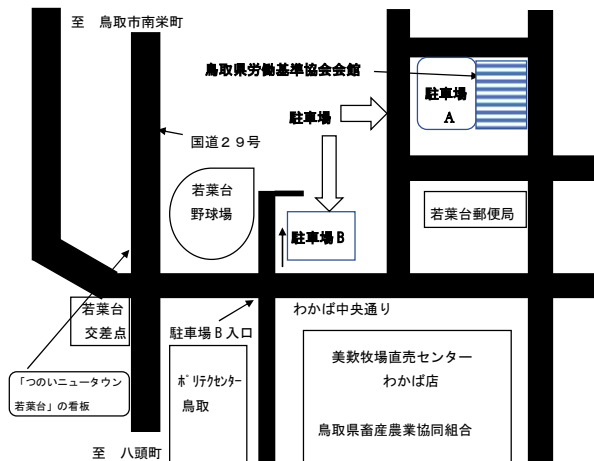 至　鳥取市南栄町
鳥取県労働基準協会会館
駐車場
A
駐車場
国道２９号
若葉台
野球場
若葉台郵便局
駐車場 B
若葉台
交差点
駐車場 B 入口
わかば中央通り
「つのいニュータウン
若葉台」の看板
ﾎﾟﾘﾃｸｾﾝﾀｰ
鳥取
美歎牧場直売センター
わかば店
鳥取県畜産農業協同組合
至　八頭町